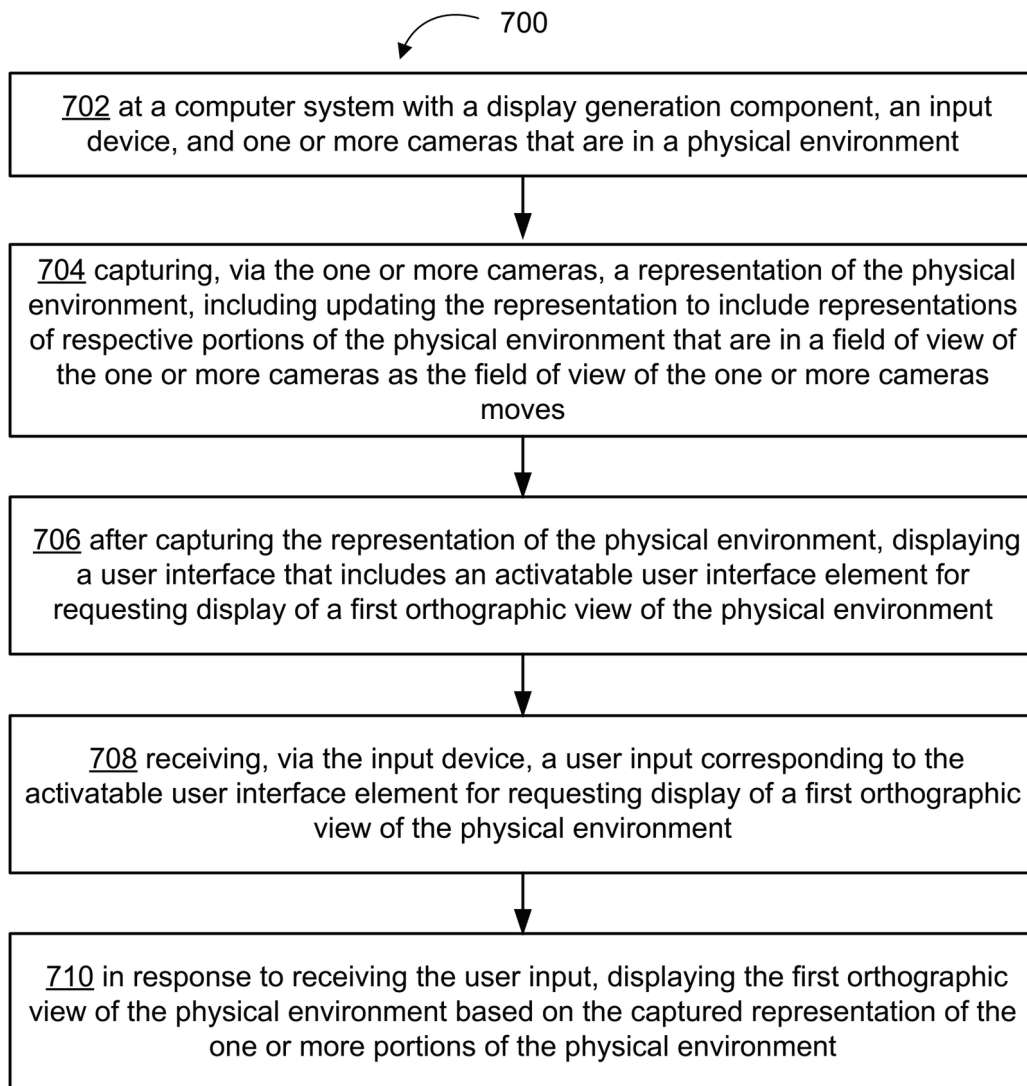 700
702 at a computer system with a display generation component, an input
device, and one or more cameras that are in a physical environment
704 capturing, via the one or more cameras, a representation of the physical
environment, including updating the representation to include representations
of respective portions of the physical environment that are in a field of view of
the one or more cameras as the field of view of the one or more cameras
moves
706 after capturing the representation of the physical environment, displaying
a user interface that includes an activatable user interface element for
requesting display of a first orthographic view of the physical environment
708 receiving, via the input device, a user input corresponding to the
activatable user interface element for requesting display of a first orthographic
view of the physical environment
710 in response to receiving the user input, displaying the first orthographic
view of the physical environment based on the captured representation of the
one or more portions of the physical environment